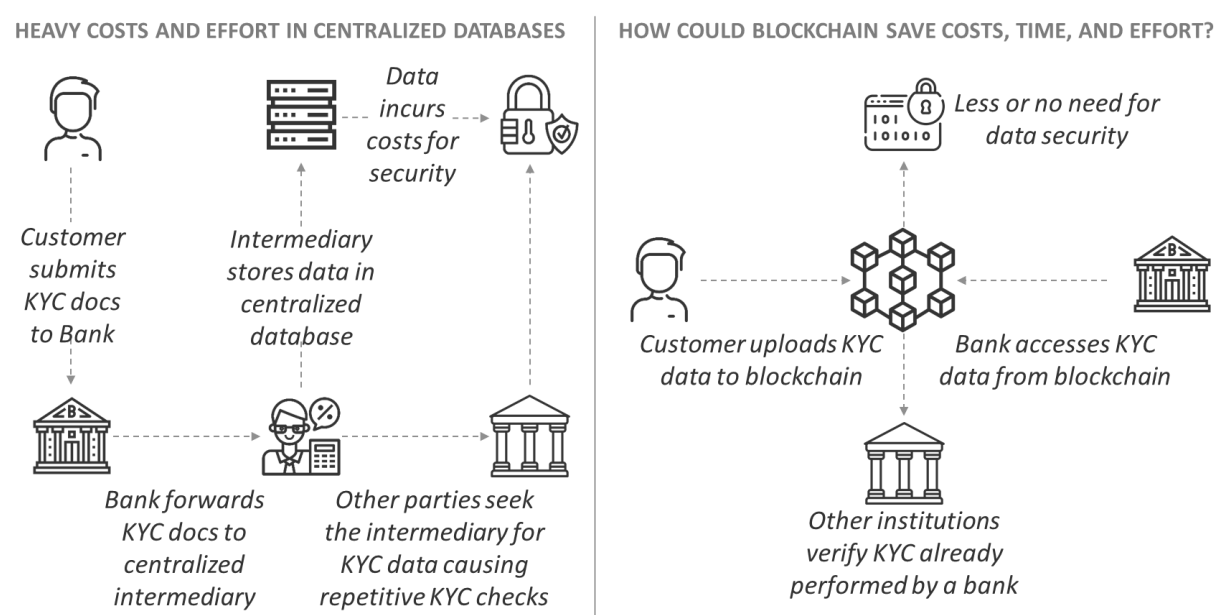 HEAVY COSTS AND EFFORT IN CENTRALIZED DATABASES
Data
incurs
costs for
security
Customer
submits
KYC docs
to Bank
Intermediary
stores data in
centralized
database
B
%
Bank forwards
KYC docs to
centralized
intermediary
Other parties seek
the intermediary for
KYC data causing
repetitive KYC checks
HOW COULD BLOCKCHAIN SAVE COSTS, TIME, AND EFFORT?
101
01010
Less or no need for
data security
Customer uploads KYC
data to blockchain
B
Bank accesses KYC
data from blockchain
Other institutions
verify KYC already
performed by a bank